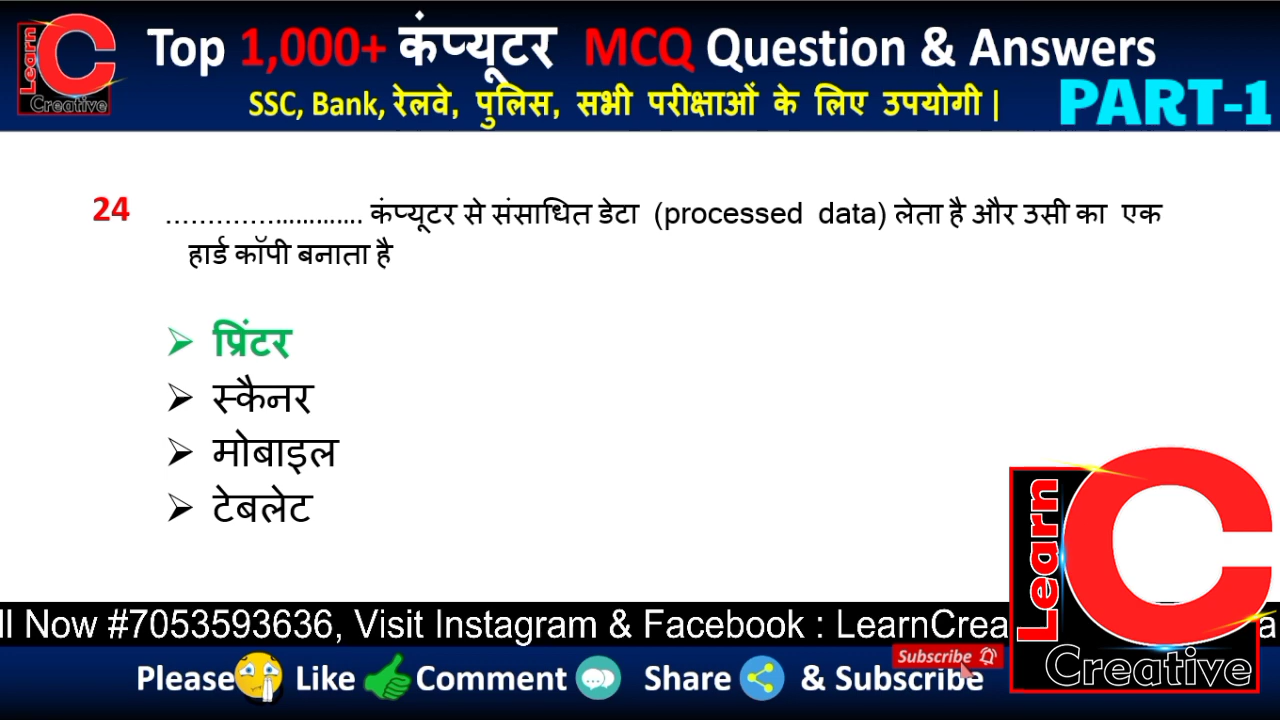 Learn
Creative
Top 1,000+ कंप्यूटर MCQ Question & Answers
SSC, Bank, रेलवे, पुलिस, सभी परीक्षाओं के लिए उपयोगी |
PART-1
24 ......................... कंप्यूटर से संसाधित डेटा (processed data) लेता है और उसी का एक
हार्ड कॉपी बनाता है
➢ प्रिंटर
➢ स्कैनर
➢ मोबाइल
➢ टेबलेट
ll Now #7053593636, Visit Instagram & Facebook : LearnCrea
Learn
Creative
Subscribe
Please Like Comment Share & Subscribe